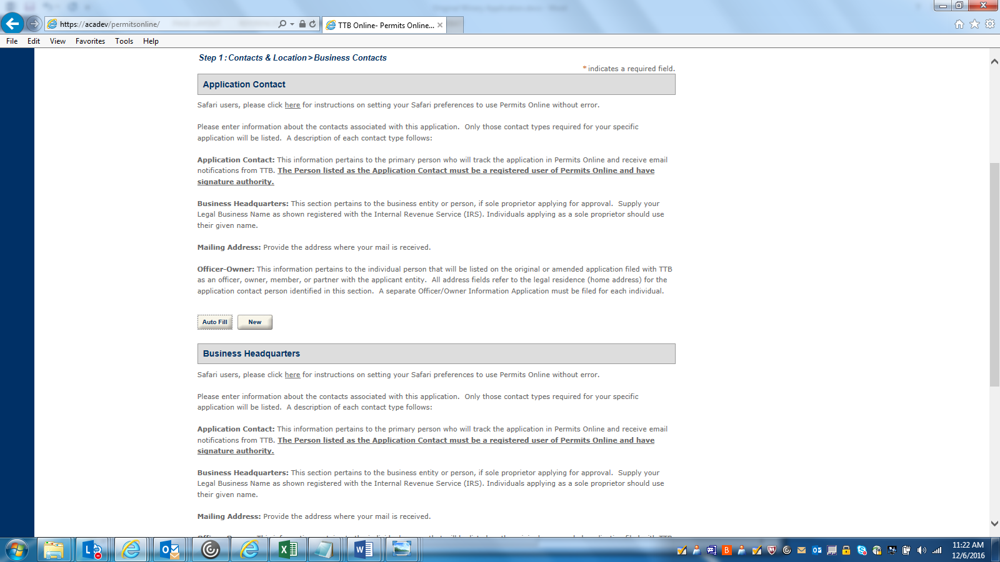 https://acadev/permitsonline/
TTB Online- Permits Online...
File Edit View Favorites Tools Help
Step 1 : Contacts & Location > Business Contacts
* indicates a required field.
Application Contact
Safari users, please click here for instructions on setting your Safari preferences to use Permits Online without error.
Please enter information about the contacts associated with this application. Only those contact types required for your specific
application will be listed. A description of each contact type follows:
Application Contact: This information pertains to the primary person who will track the application in Permits Online and receive email
notifications from TTB. The Person listed as the Application Contact must be a registered user of Permits Online and have
signature authority.
Business Headquarters: This section pertains to the business entity or person, if sole proprietor applying for approval. Supply your
Legal Business Name as shown registered with the Internal Revenue Service (IRS). Individuals applying as a sole proprietor should use
their given name.
Mailing Address: Provide the address where your mail is received.
Officer-Owner: This information pertains to the individual person that will be listed on the original or amended application filed with TTB
as an officer, owner, member, or partner with the applicant entity. All address fields refer to the legal residence (home address) for the
application contact person identified in this section. A separate Officer/Owner Information Application must be filed for each individual.
Auto Fill New
Business Headquarters
Safari users, please click here for instructions on setting your Safari preferences to use Permits Online without error.
Please enter information about the contacts associated with this application. Only those contact types required for your specific
application will be listed. A description of each contact type follows:
Application Contact: This information pertains to the primary person who will track the application in Permits Online and receive email
notifications from TTB. The Person listed as the Application Contact must be a registered user of Permits Online and have
signature authority.
Business Headquarters: This section pertains to the business entity or person, if sole proprietor applying for approval. Supply your
Legal Business Name as shown registered with the Internal Revenue Service (IRS). Individuals applying as a sole proprietor should use
their given name.
Mailing Address: Provide the address where your mail is received.
11:22 AM
12/6/2016